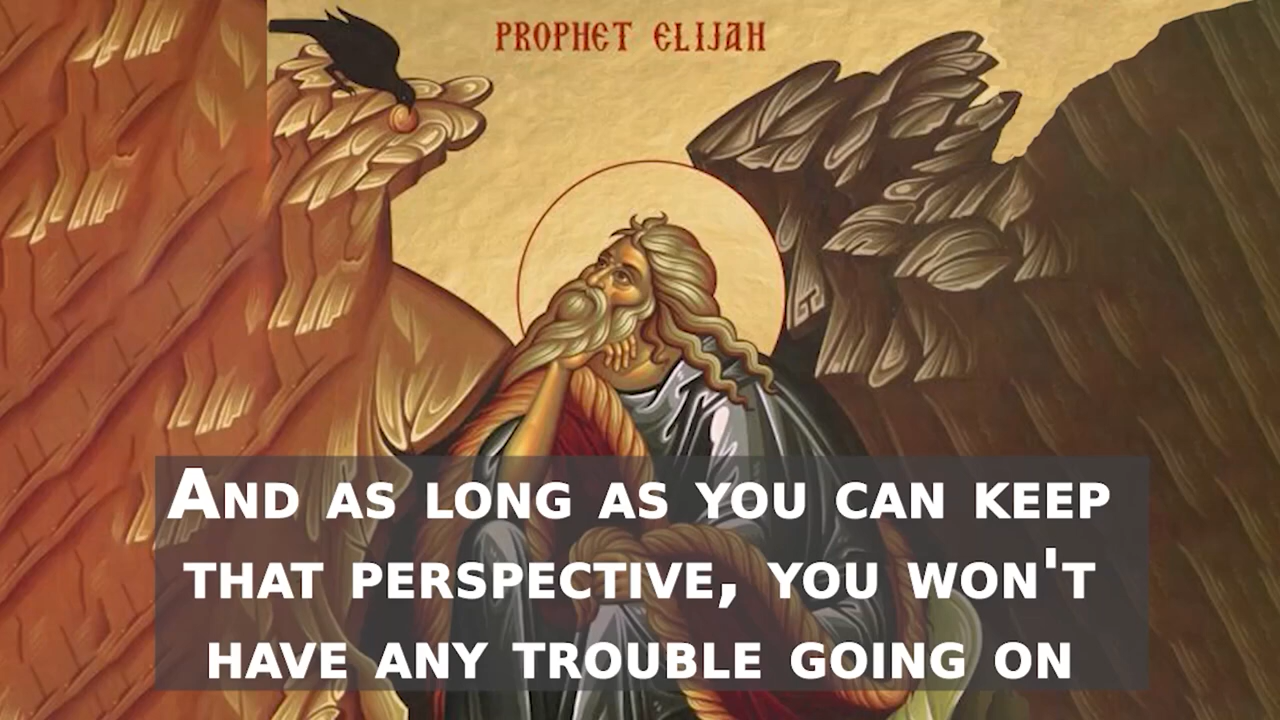 PROPHET ELIJAH
And as long as you can keep
that perspective, you won't
have any trouble going on